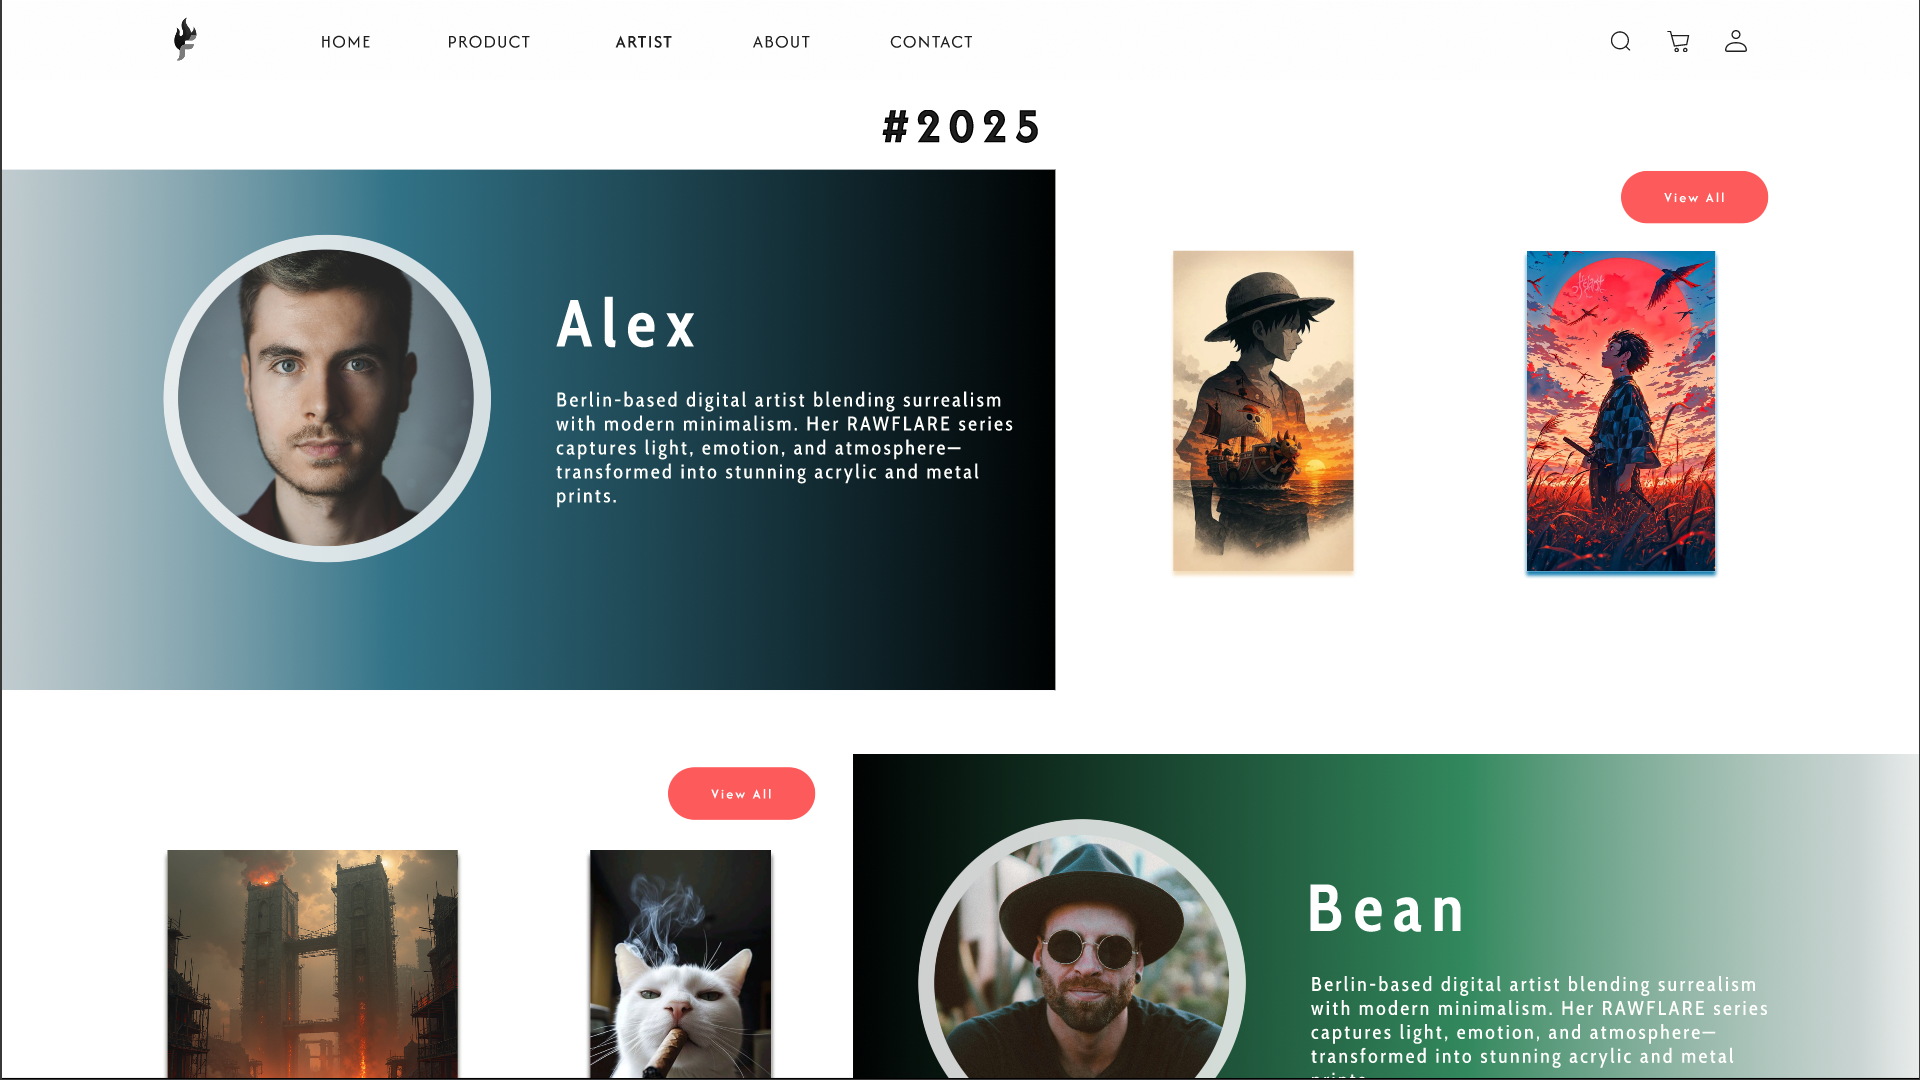 HOME PRODUCT ARTIST ABOUT CONTACT
#2025
View All
Alex
Berlin-based digital artist blending surrealism
with modern minimalism. Her RAWFLARE series
captures light, emotion, and atmosphere—
transformed into stunning acrylic and metal
prints.
View All
Bean
Berlin-based digital artist blending surrealism
with modern minimalism. Her RAWFLARE series
captures light, emotion, and atmosphere—
transformed into stunning acrylic and metal